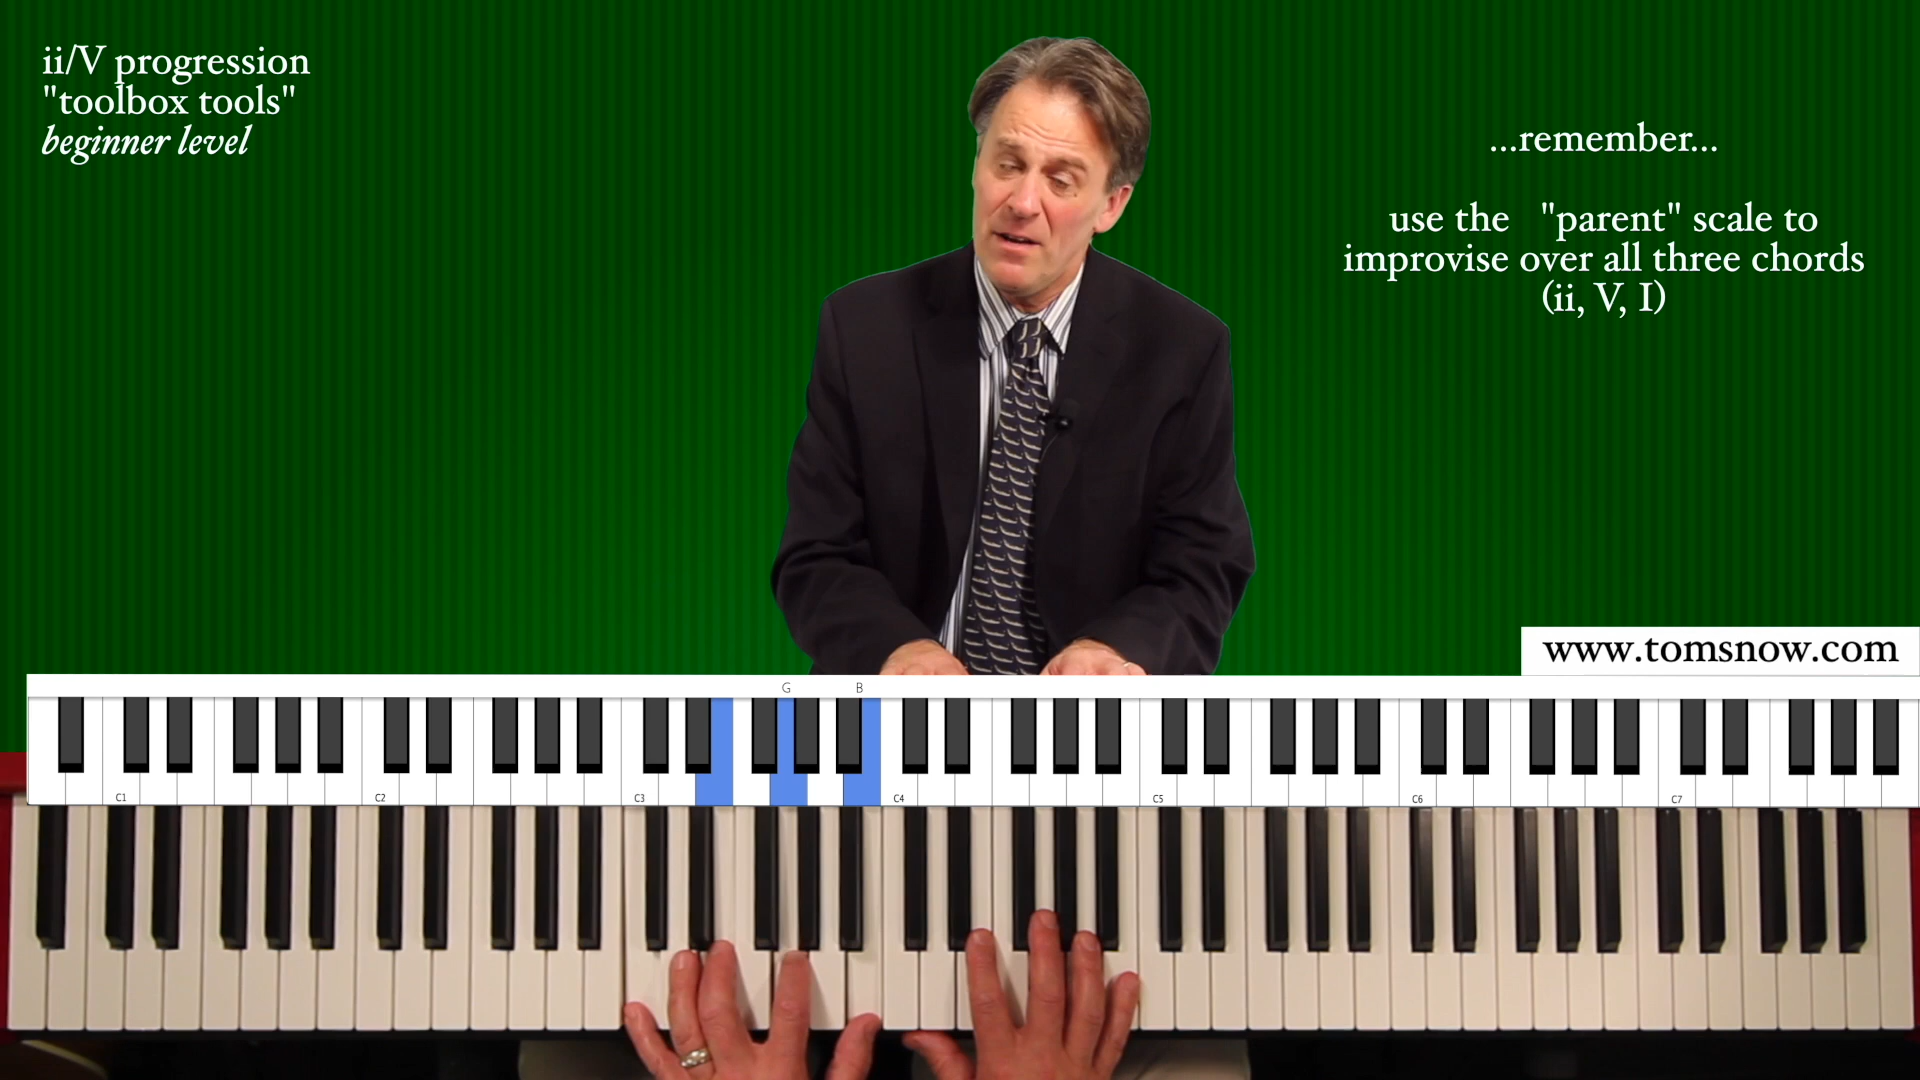 ii/V progression
"toolbox tools"
beginner level
...remember...
use the "parent" scale to
improvise over all three chords
(ii, V, I)
www.tomsnow.com
G B
C1 C2 C3 C4 C5 C6 C7